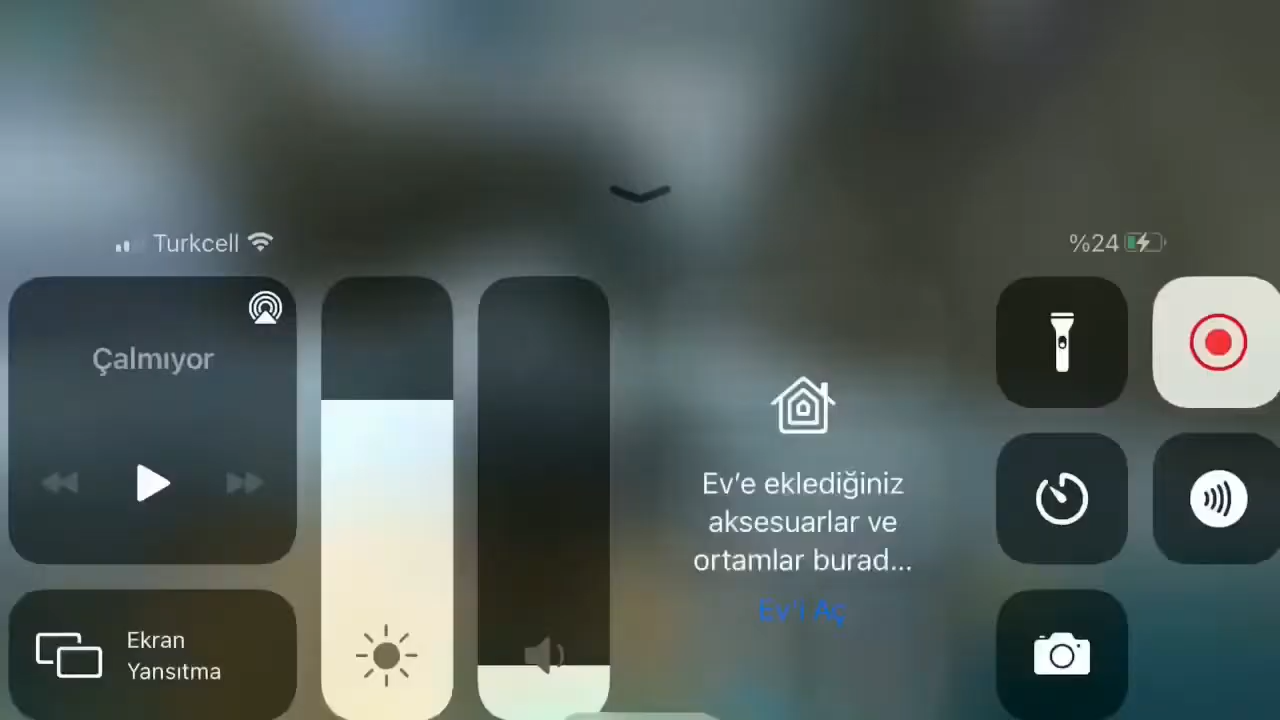 Turkcell
%24
Çalmıyor
Ev'e eklediğiniz
aksesuarlar ve
ortamlar burad...
Ev'i Aç
Ekran
Yansıtma